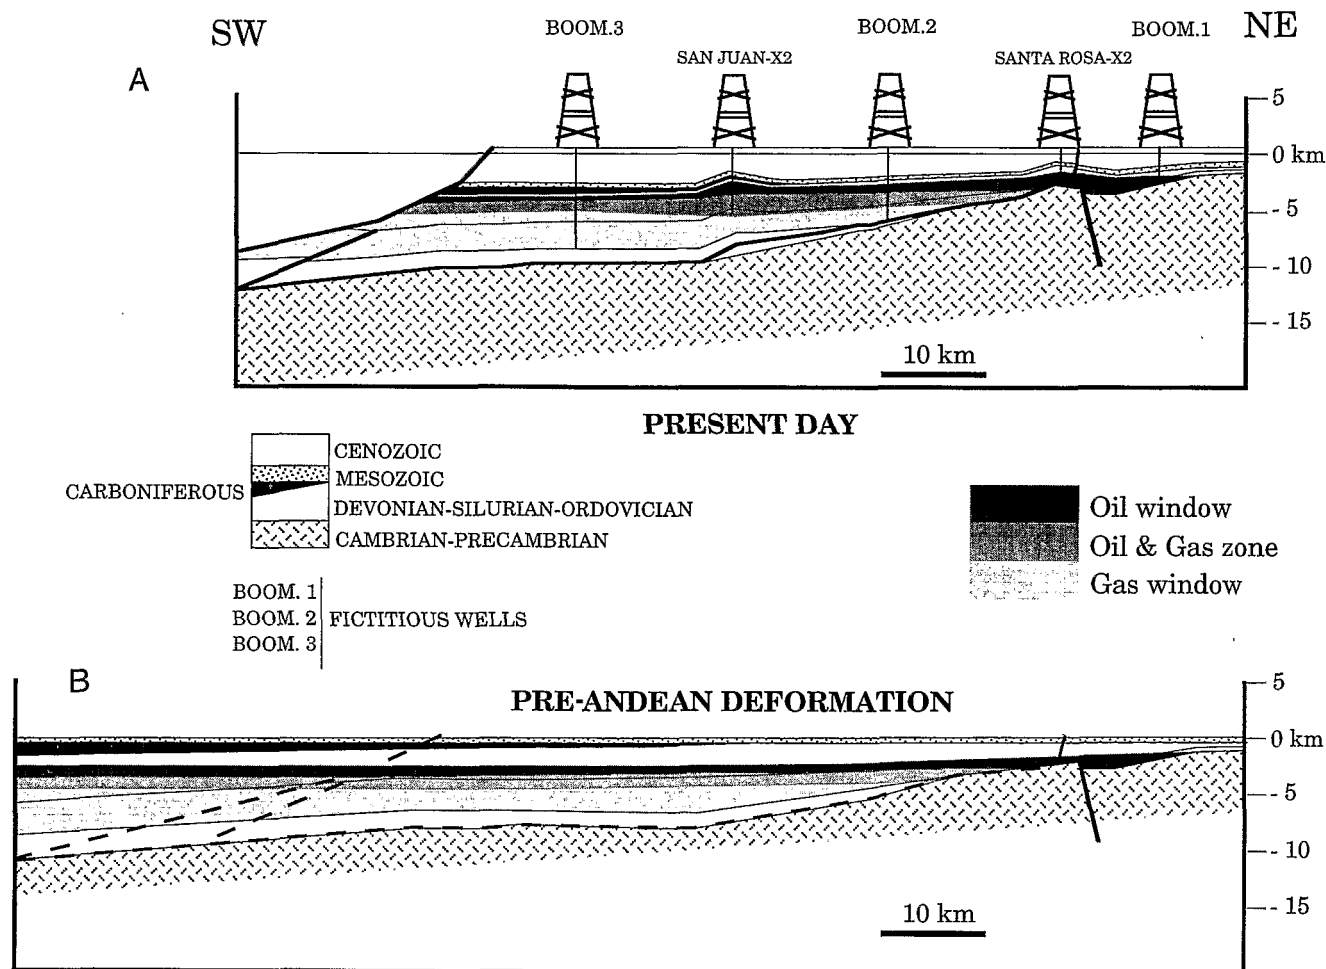 SW
BOOM.3
BOOM.2
BOOM.1
NE
SAN JUAN-X2
SANTA ROSA-X2
A
5
0 km
- 5
- 10
- 15
10 km
PRESENT DAY
CENOZOIC
MESOZOIC
CARBONIFEROUS
DEVONIAN-SILURIAN-ORDOVICIAN
CAMBRIAN-PRECAMBRIAN
Oil window
Oil & Gas zone
Gas window
BOOM. 1
BOOM. 2
FICTITIOUS WELLS
BOOM. 3
B
PRE-ANDEAN DEFORMATION
5
0 km
- 5
- 10
- 15
10 km